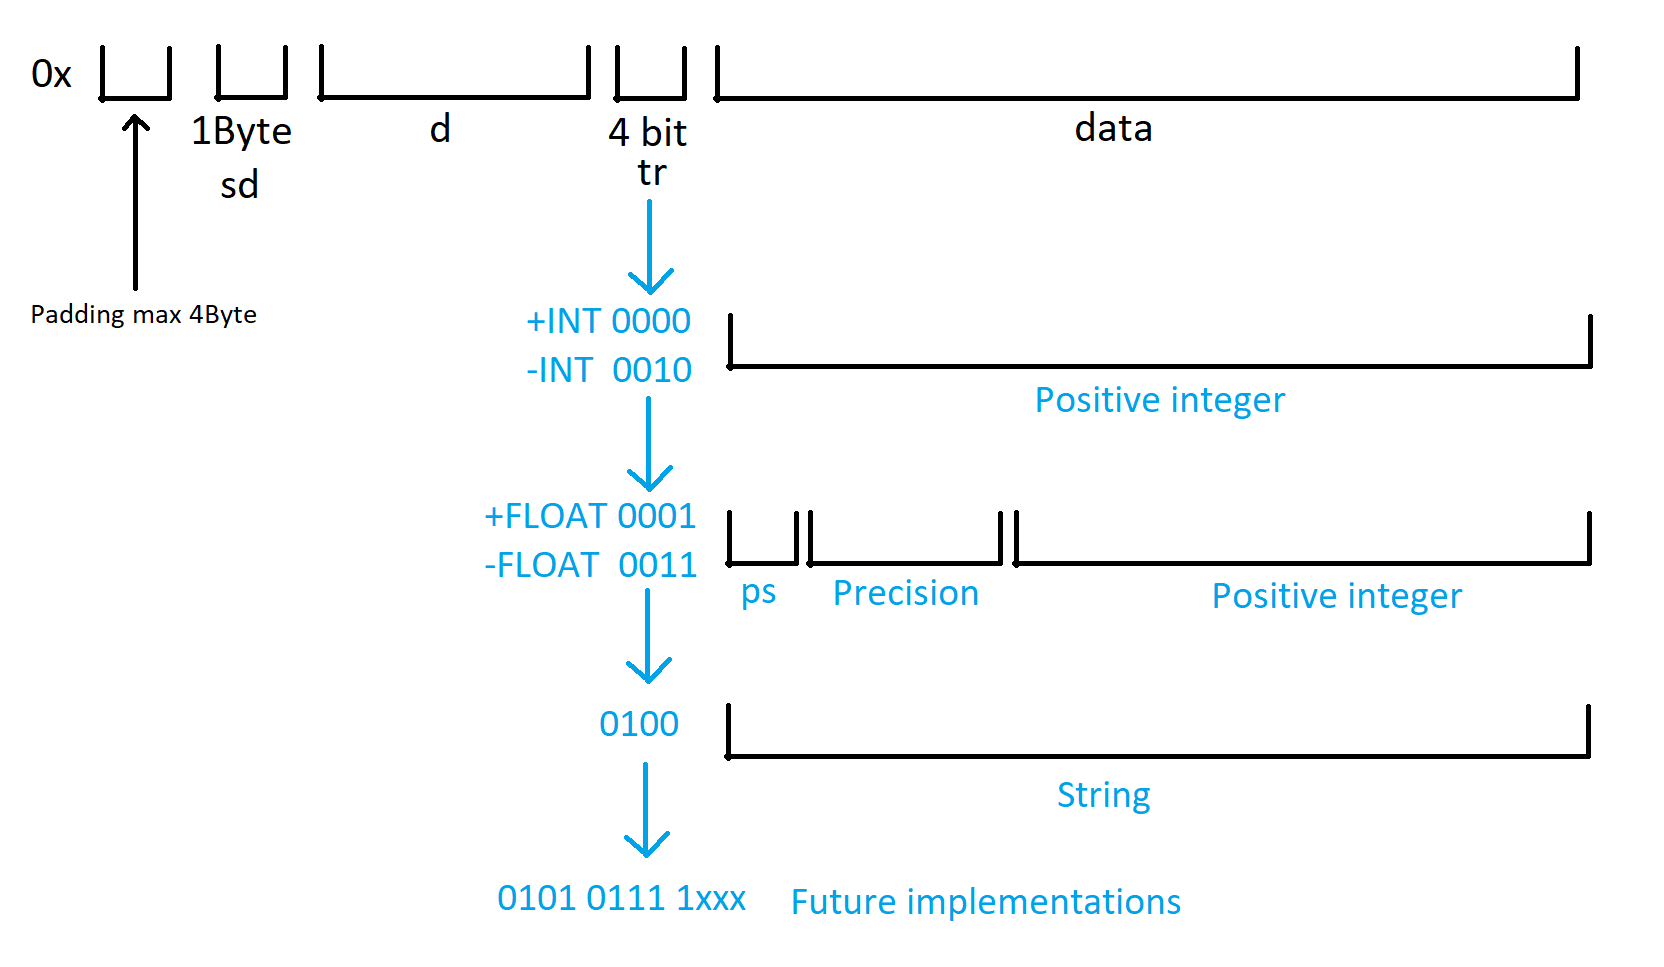 0x
1Byte
sd
d
4 bit
tr
data
Padding max 4Byte
+INT 0000
-INT 0010
Positive integer
+FLOAT 0001
-FLOAT 0011
ps
Precision
Positive integer
0100
String
0101 0111 1xxx
Future implementations